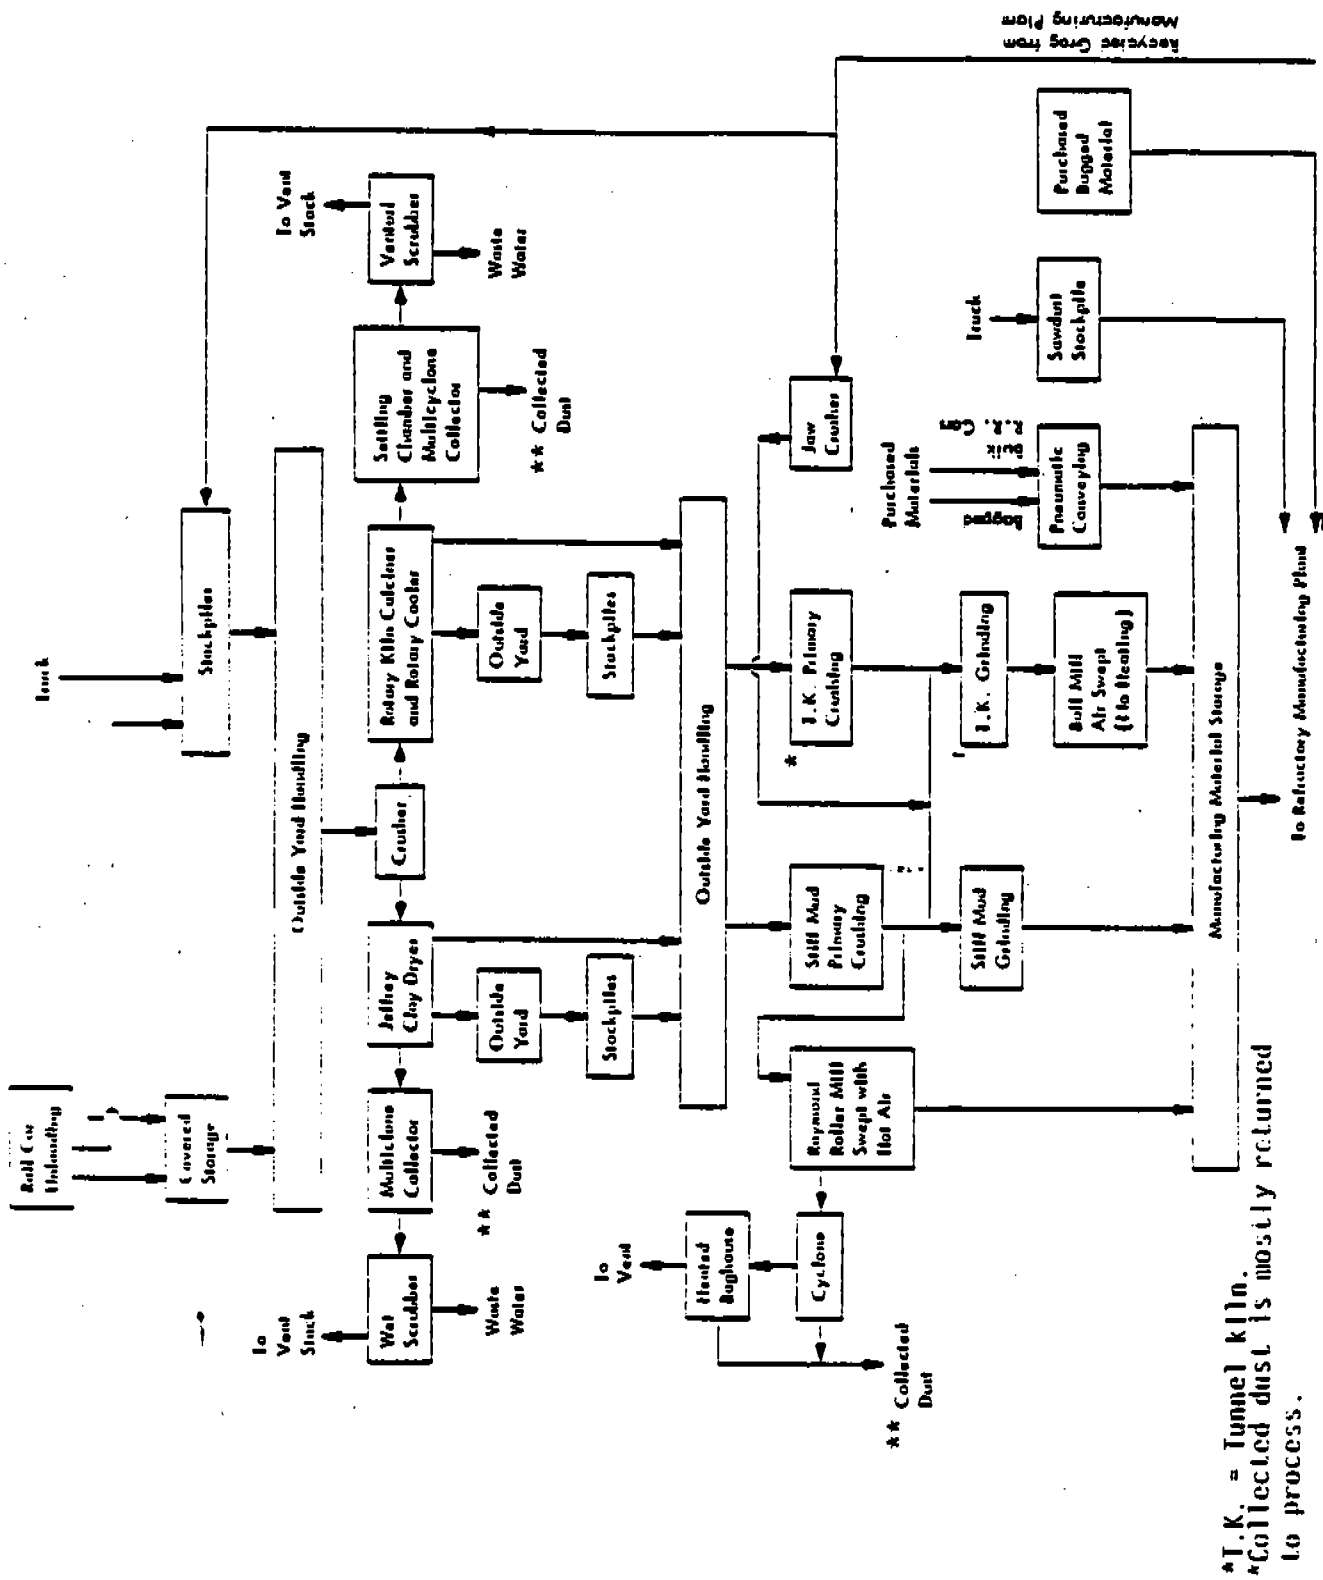 Rail Car
Unloading
Truck
Covered
Storage
Stockpiles
Outside Yard Handling
To
Vent
Stack
Wet
Scrubber
Waste
Water
Multiclone
Collector
** Collected
Dust
Jeffrey
Clay Dryer
Crusher
Rotary Kiln Calciner
and Rotary Cooler
Settling
Chamber and
Multicyclone
Collector
** Collected
Dust
To Vent
Stack
Venturi
Scrubber
Waste
Water
Outside
Yard
Stockpiles
Outside
Yard
Stockpiles
Outside Yard Handling
To
Vent
Heated
Baghouse
Cyclone
** Collected
Dust
Raymond
Roller Mill
Swept with
Hot Air
Stiff Mud
Primary
Crushing
*
T.K. Primary
Crushing
Jaw
Crusher
Stiff Mud
Grinding
T.K. Grinding
Ball Mill
Air Swept
(No Heating)
Purchased
Materials
Bagged
Bulk
R.R. Cars
Pneumatic
Conveying
Truck
Sawdust
Stockpile
Purchased
Bagged
Material
Recycled Grog from
Manufacturing Plant
Manufacturing Material Storage
To Refractory Manufacturing Plant
*T.K. = Tunnel kiln.
*Collected dust is mostly returned
to process.